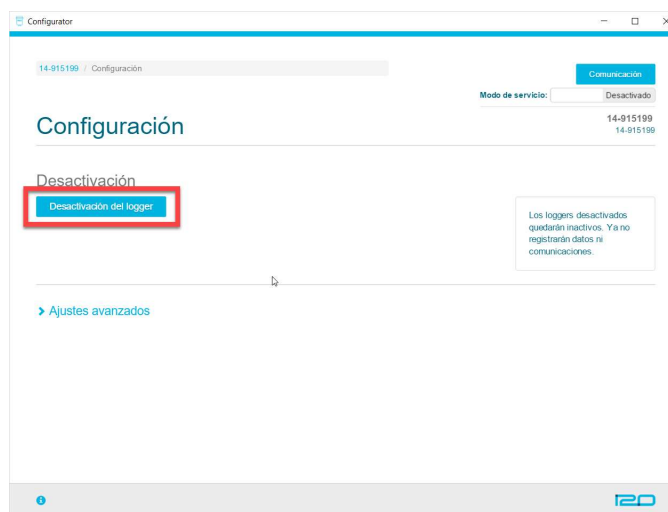 Configurator
14-915199 / Configuración
Comunicación
Modo de servicio: Desactivado
Configuración
14-915199
14-915199
Desactivación
Desactivación del logger
Los loggers desactivados
quedarán inactivos. Ya no
registrarán datos ni
comunicaciones.
Ajustes avanzados
i2O